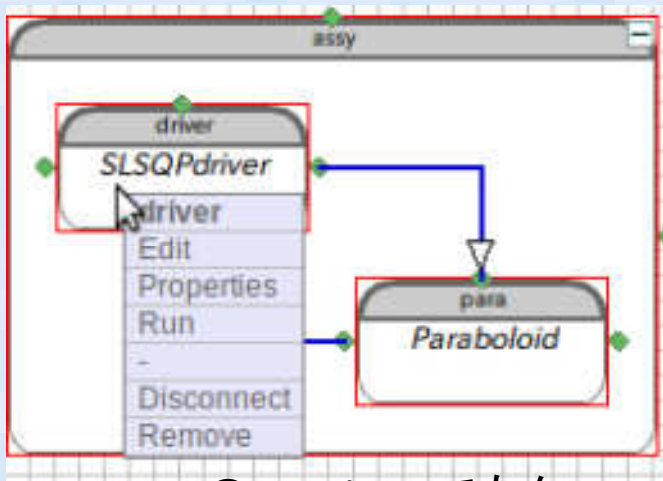 assy
driver
SLSQPdriver
driver
Edit
Properties
Run
-
Disconnect
Remove
para
Paraboloid